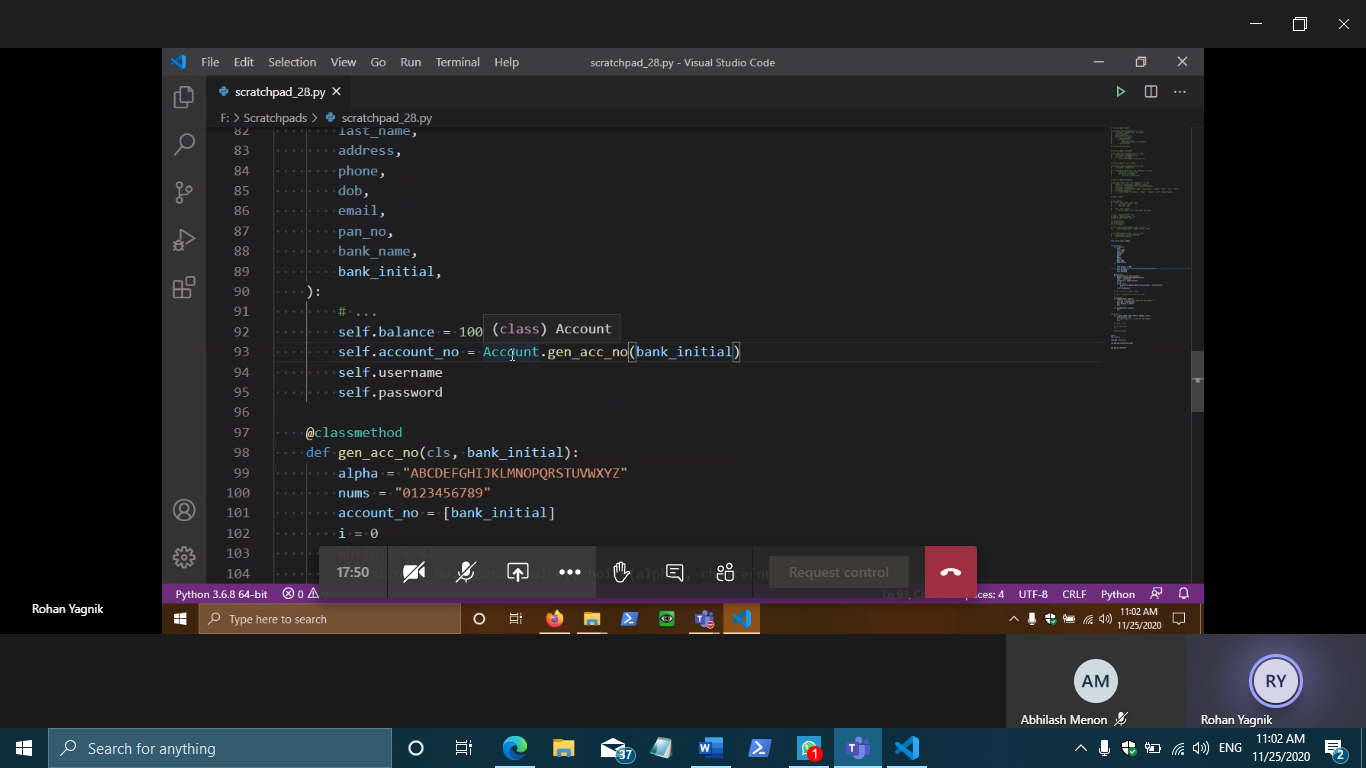 File Edit Selection View Go Run Terminal Help scratchpad_28.py - Visual Studio Code
scratchpad_28.py
F: > Scratchpads > scratchpad_28.py
82 last_name,
83 address,
84 phone,
85 dob,
86 email,
87 pan_no,
88 bank_name,
89 bank_initial,
90 ):
91 # ...
(class) Account
92 self.balance = 100
93 self.account_no = Account.gen_acc_no(bank_initial)
94 self.username
95 self.password
96
97 @classmethod
98 def gen_acc_no(cls, bank_initial):
99 alpha = "ABCDEFGHIJKLMNOPQRSTUVWXYZ"
100 nums = "0123456789"
101 account_no = [bank_initial]
102 i = 0
103
104
17:50 Request control
Python 3.6.8 64-bit 0 spaces: 4 UTF-8 CRLF Python
Rohan Yagnik
Type here to search
11:02 AM
11/25/2020
AM
RY
Abhilash Menon
Rohan Yagnik
Search for anything
37
1
ENG
11:02 AM
11/25/2020
2